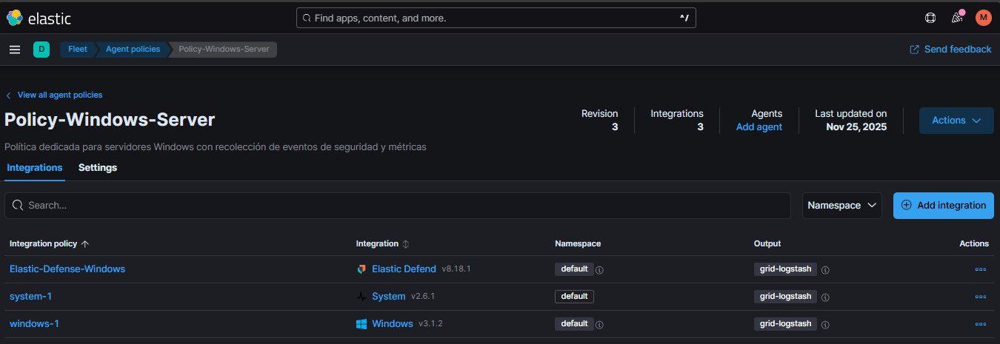 elastic
Find apps, content, and more.
^/
M
D
Fleet
Agent policies
Policy-Windows-Server
Send feedback
View all agent policies
Policy-Windows-Server
Revision
3
Integrations
3
Agents
Add agent
Last updated on
Nov 25, 2025
Actions
Política dedicada para servidores Windows con recolección de eventos de seguridad y métricas
Integrations Settings
Search...
Namespace
Add integration
Integration policy Integration Namespace Output Actions
Elastic-Defense-Windows Elastic Defend v8.18.1 default grid-logstash
system-1 System v2.6.1 default grid-logstash
windows-1 Windows v3.1.2 default grid-logstash